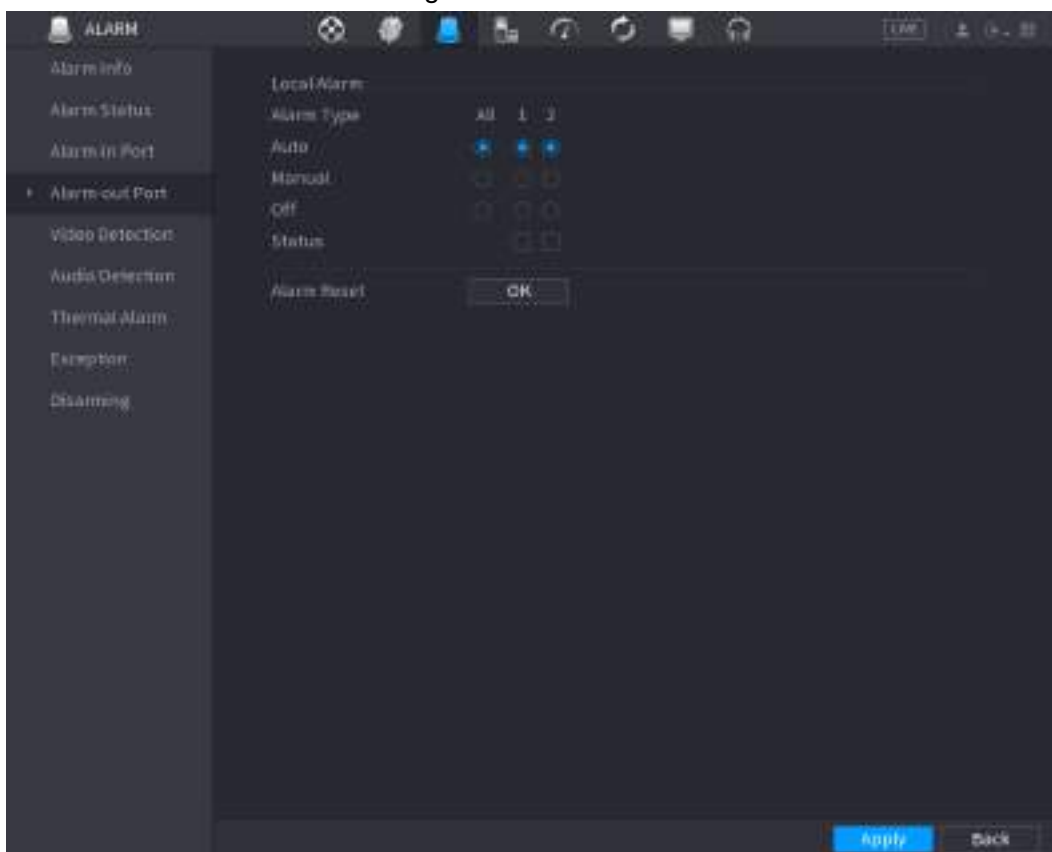 ALARM
LIVE
Alarm Info
Alarm Status
Alarm-in Port
Alarm-out Port
Video Detection
Audio Detection
Thermal Alarm
Exception
Disarming
Local Alarm
Alarm Type All 1 2
Auto
Manual
Off
Status
Alarm Reset OK
Apply Back